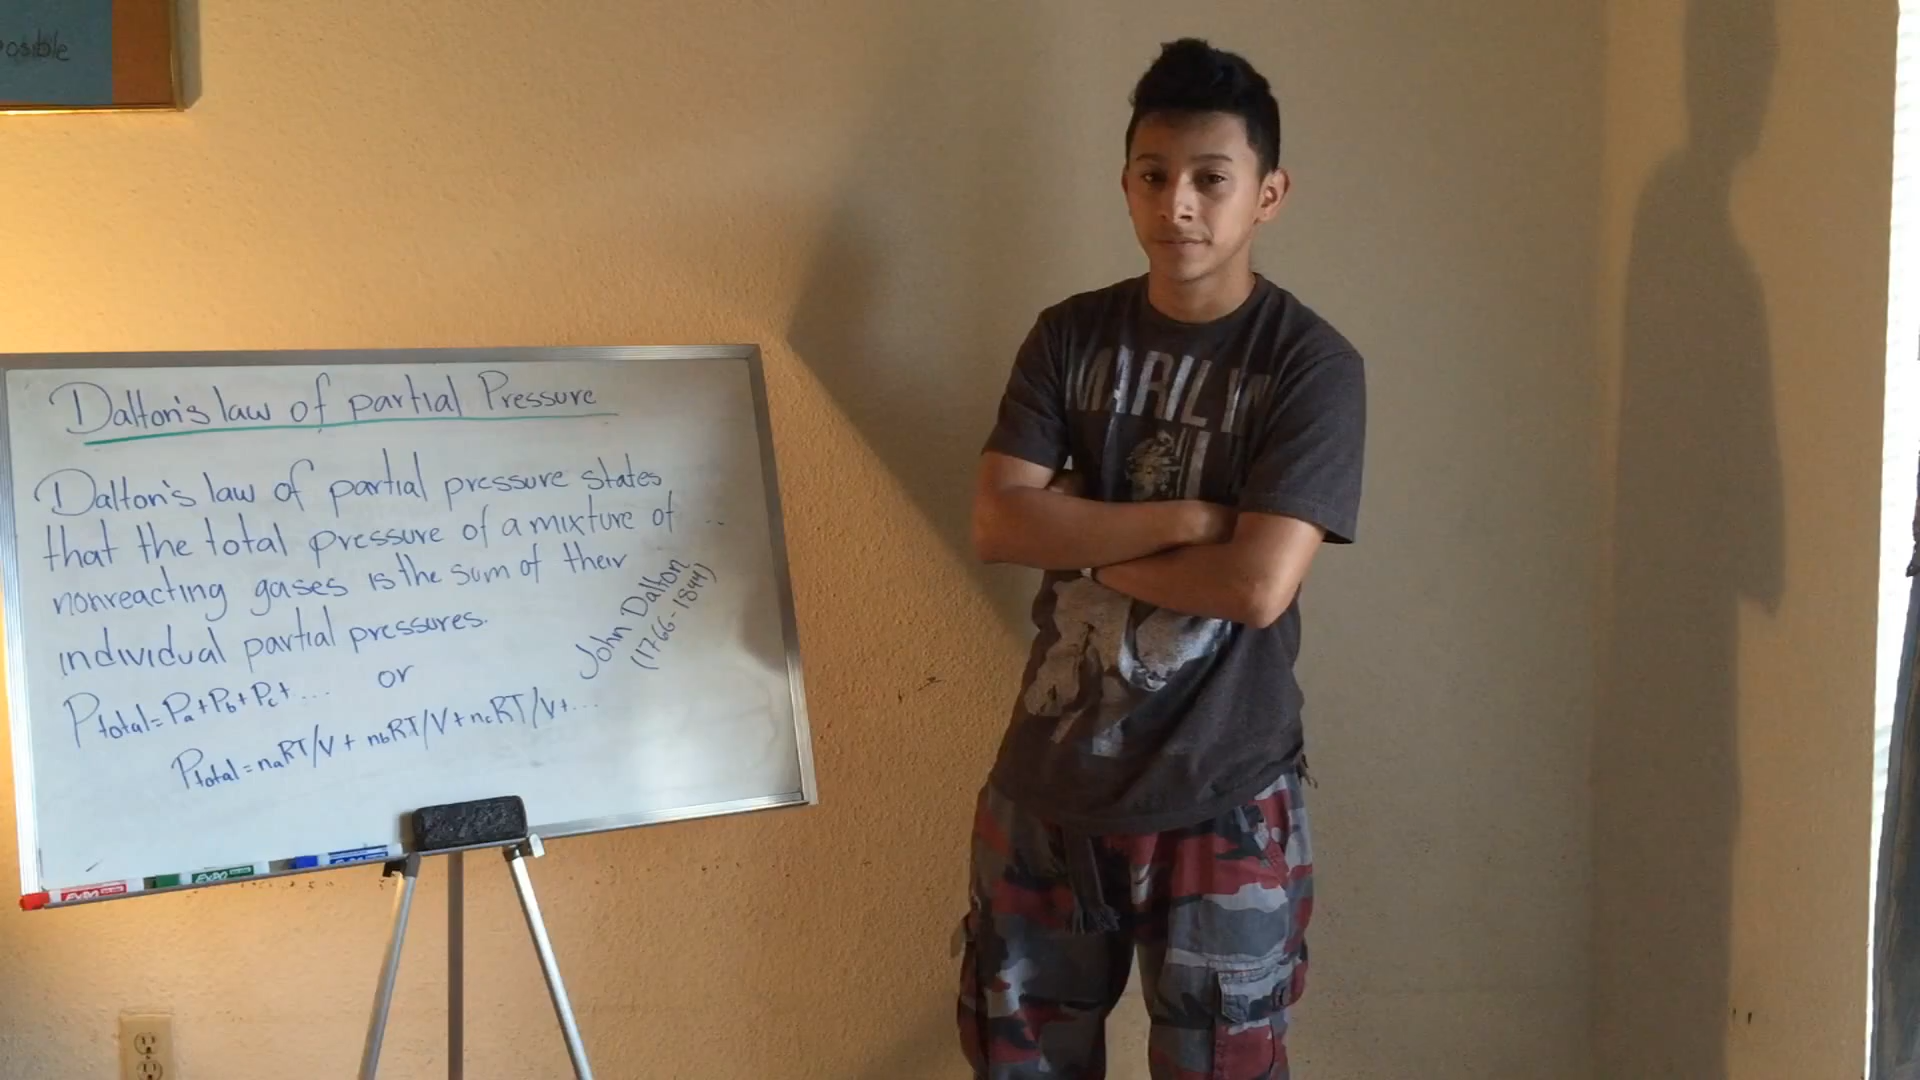 posible
Dalton's law of partial Pressure
Dalton's law of partial pressure states
that the total pressure of a mixture of ..
nonreacting gases is the sum of their
individual partial pressures.
Ptotal = Pa + Pb + Pc + ... or
Ptotal = naRT/V + nbRT/V + ncRT/V + ...
John Dalton
(1766-1844)
EXPO
EXPO
MARILYN